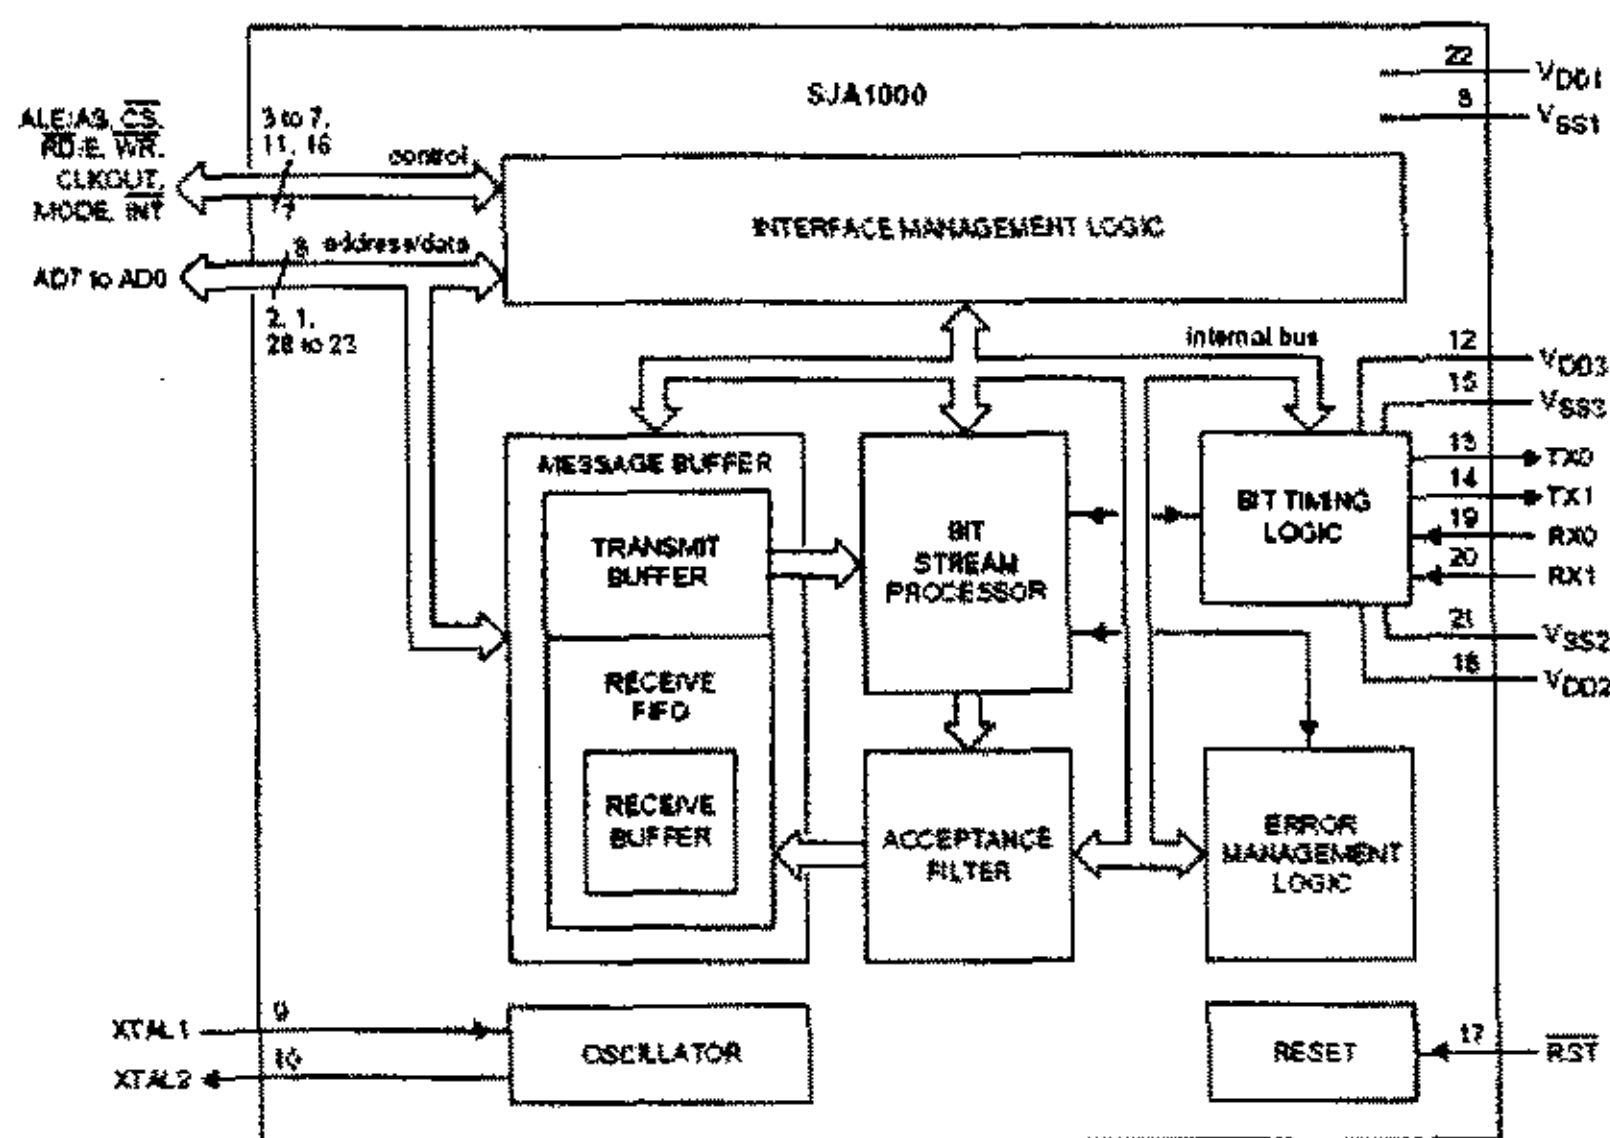 SJA1000
22
VDD1
8
VSS1
ALE/AS, CS,
RD/E, WR,
CLKOUT,
MODE, INT
3 to 7,
11, 16
control
7
INTERFACE MANAGEMENT LOGIC
AD7 to AD0
8
address/data
2, 1,
28 to 23
internal bus
12
VDD3
15
VSS3
MESSAGE BUFFER
TRANSMIT
BUFFER
RECEIVE
FIFO
RECEIVE
BUFFER
BIT
STREAM
PROCESSOR
BIT TIMING
LOGIC
13
TX0
14
TX1
19
RX0
20
RX1
21
VSS2
18
VDD2
ACCEPTANCE
FILTER
ERROR
MANAGEMENT
LOGIC
XTAL1
9
XTAL2
10
OSCILLATOR
RESET
17
RST